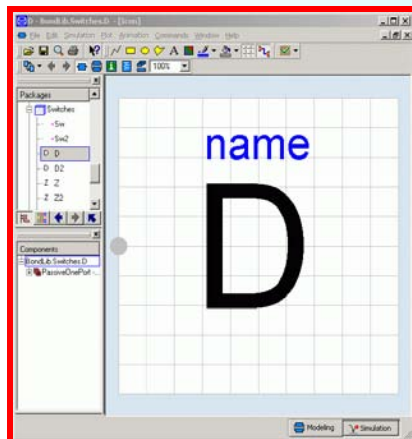 D - BondLib.Switches.D - [Icon]
File Edit Simulation Plot Animation Commands Window Help
100%
Packages
Switches
Sw
Sw2
D D
D D2
Z Z
Z Z2
Components
BondLib.Switches.D
PassiveOnePort
name
D
Modeling
Simulation